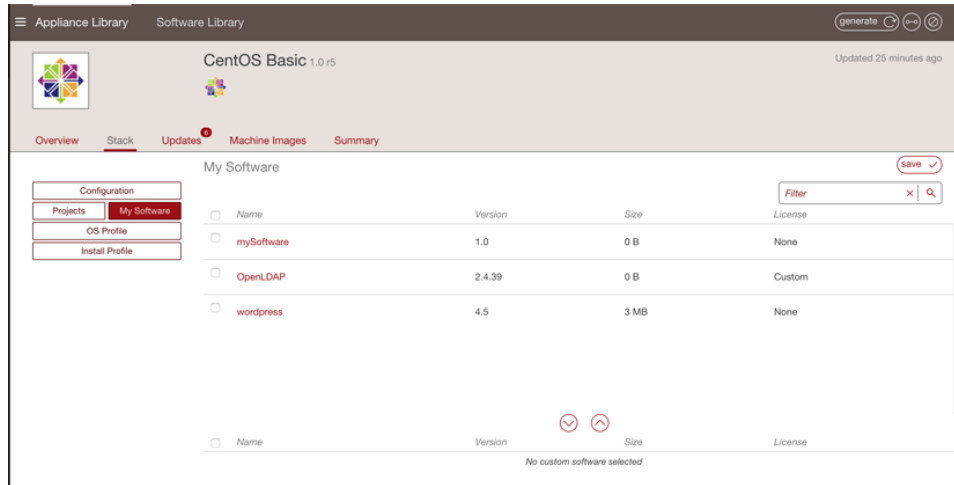 Appliance Library Software Library generate
CentOS Basic 1.0 r5 Updated 25 minutes ago
Overview Stack Updates 6 Machine Images Summary
My Software save
Configuration
Projects My Software
OS Profile
Install Profile
Filter
Name Version Size License
mySoftware 1.0 0 B None
OpenLDAP 2.4.39 0 B Custom
wordpress 4.5 3 MB None
Name Version Size License
No custom software selected